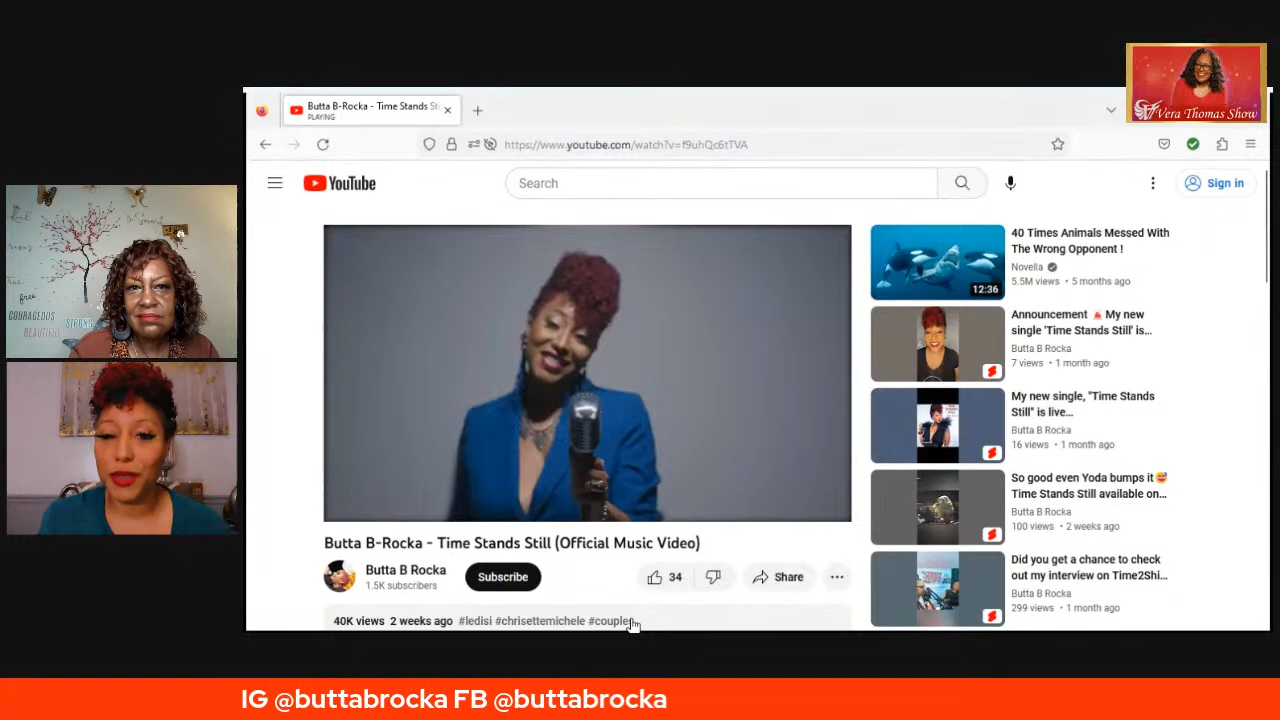 Vera Thomas Show
Butta B-Rocka - Time Stands Sti
PLAYING
https://www.youtube.com/watch?v=f9uhQc6tTVA
YouTube
Search
Sign in
free
COURAGEOUS
BEAUTIFUL
STRONG
40 Times Animals Messed With
The Wrong Opponent !
Novella
5.5M views • 5 months ago
12:36
Announcement 🚨 My new
single 'Time Stands Still' is...
Butta B Rocka
7 views • 1 month ago
My new single, "Time Stands
Still" is live...
Butta B Rocka
16 views • 1 month ago
So good even Yoda bumps it😅
Time Stands Still available on...
Butta B Rocka
100 views • 2 weeks ago
Did you get a chance to check
out my interview on Time2Shi...
Butta B Rocka
299 views • 1 month ago
Butta B-Rocka - Time Stands Still (Official Music Video)
Butta B Rocka
1.5K subscribers
Subscribe
34
Share
40K views 2 weeks ago #ledisi #chrisettemichele #couples
IG @buttabrocka FB @buttabrocka